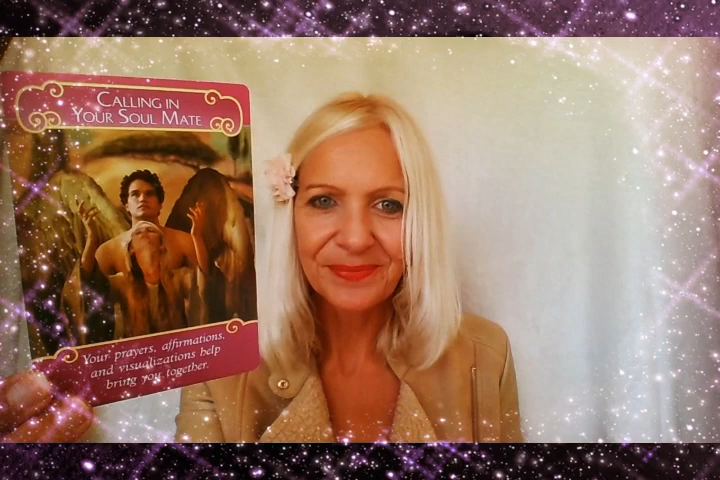 CALLING IN
YOUR SOUL MATE
Your prayers, affirmations,
and visualizations help
bring you together.